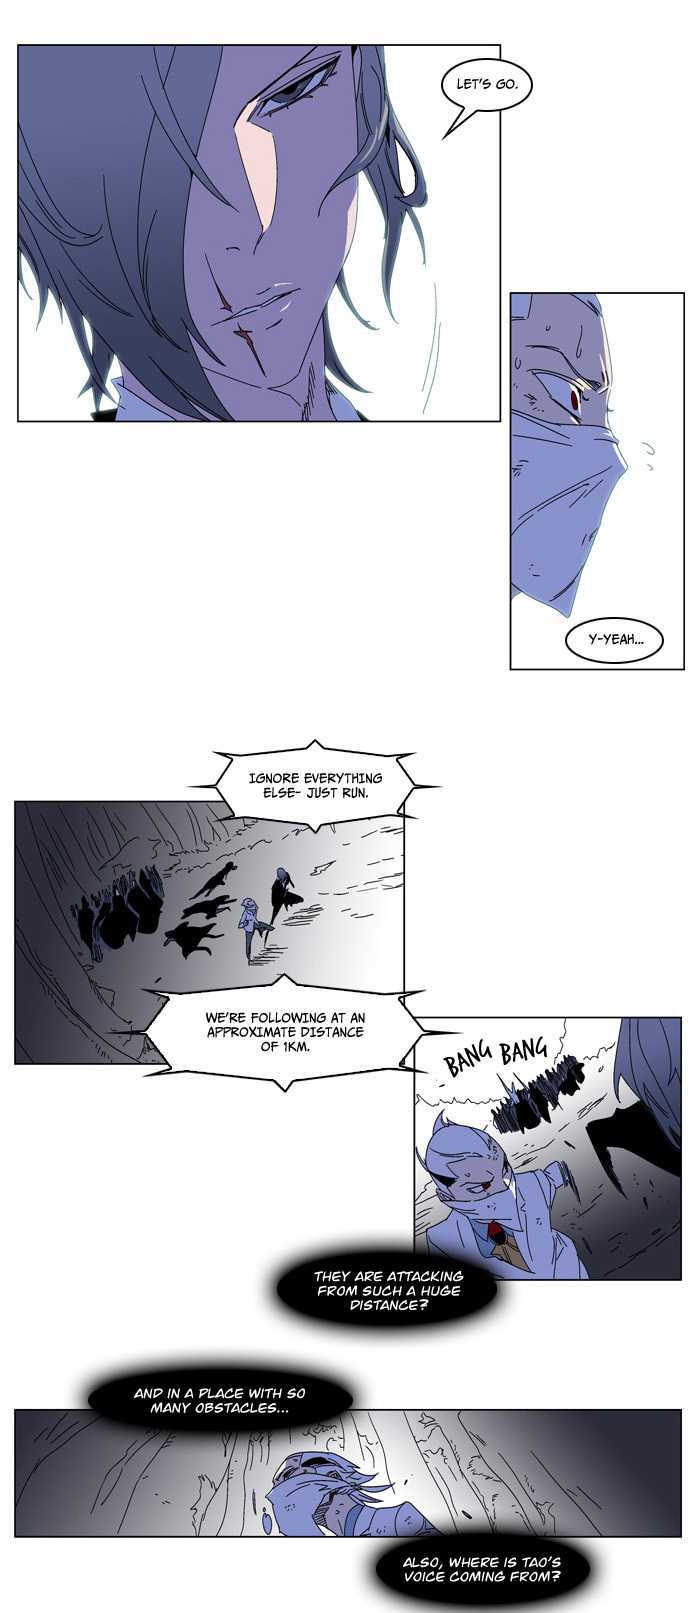 LET'S GO.
Y-YEAH...
IGNORE EVERYTHING
ELSE- JUST RUN.
WE'RE FOLLOWING AT AN
APPROXIMATE DISTANCE
OF 1KM.
BANG BANG
THEY ARE ATTACKING
FROM SUCH A HUGE
DISTANCE?
AND IN A PLACE WITH SO
MANY OBSTACLES...
ALSO, WHERE IS TAO'S
VOICE COMING FROM?